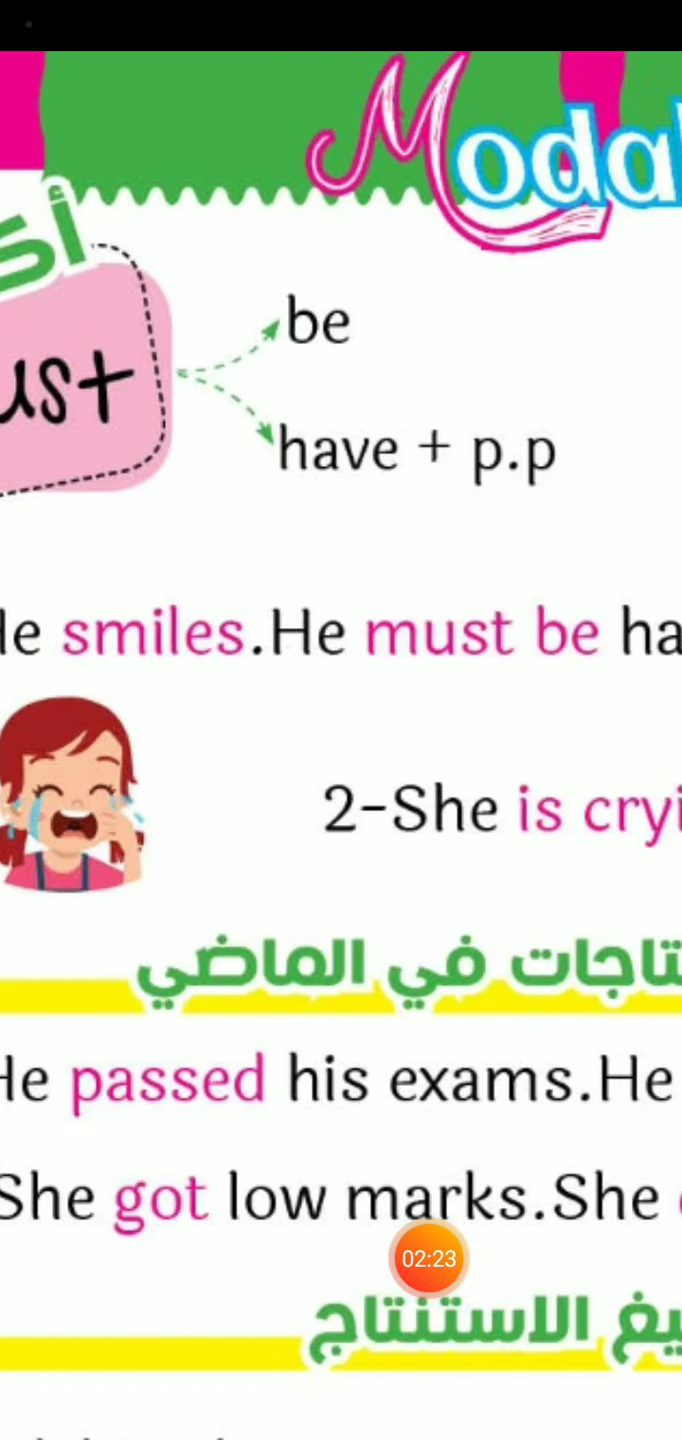 Modal
be
ust
have + p.p
He smiles.He must be ha
2-She is cryi
تاجات في الماضي
He passed his exams.He
She got low marks.She
02:23
يغ الاستنتاج